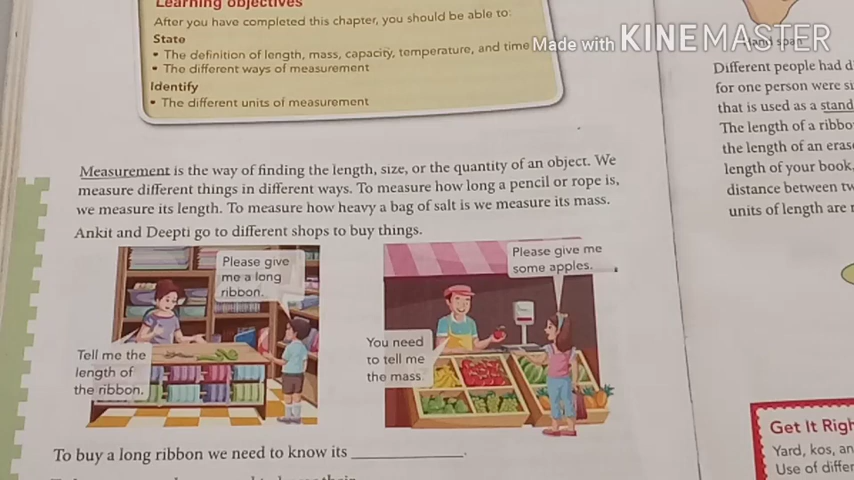 Learning objectives
After you have completed this chapter, you should be able to:
State
• The definition of length, mass, capacity, temperature, and time
• The different ways of measurement
Identify
• The different units of measurement
Made with KINEMASTER
Hand span
Measurement is the way of finding the length, size, or the quantity of an object. We
measure different things in different ways. To measure how long a pencil or rope is,
we measure its length. To measure how heavy a bag of salt is we measure its mass.
Ankit and Deepti go to different shops to buy things.
Please give
me a long
ribbon.
Tell me the
length of
the ribbon.
Please give me
some apples.
You need
to tell me
the mass.
To buy a long ribbon we need to know its ____________.
Different people had d
for one person were si
that is used as a stand
The length of a ribbo
the length of an eras
length of your book,
distance between tw
units of length are
Get It Righ
Yard, kos, an
Use of differ